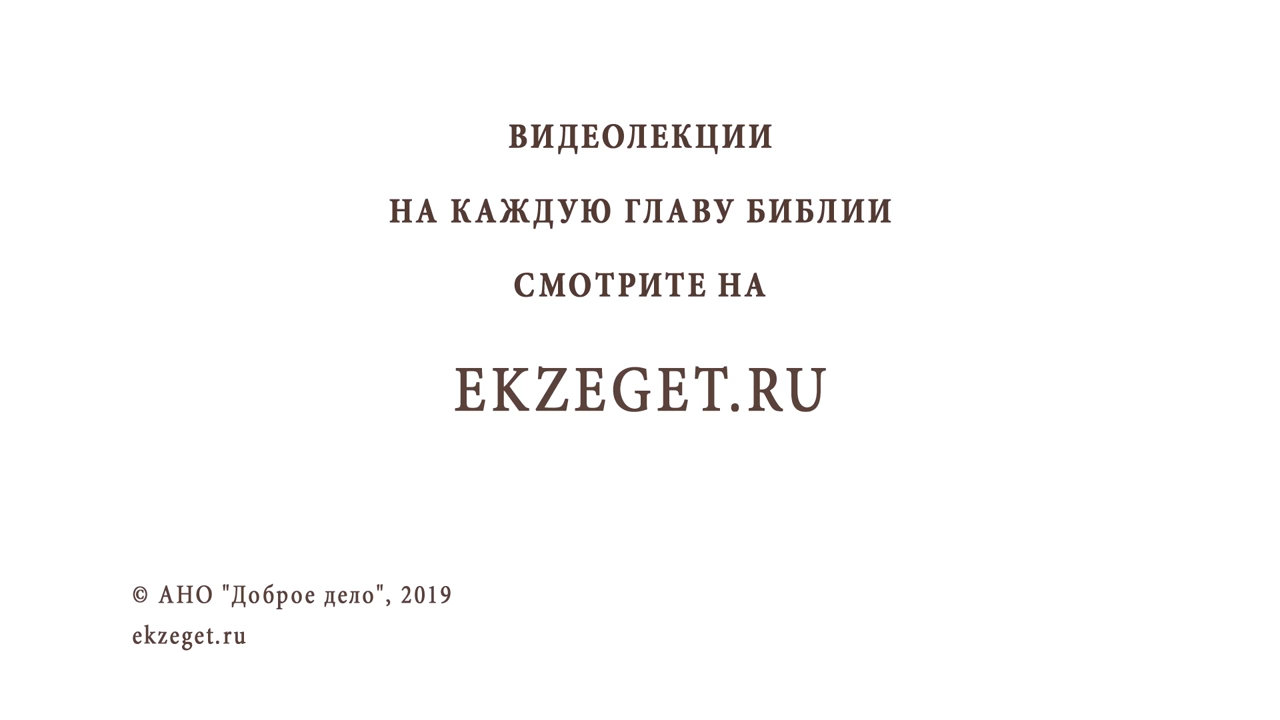 ВИДЕОЛЕКЦИИ
НА КАЖДУЮ ГЛАВУ БИБЛИИ
СМОТРИТЕ НА
EKZEGET.RU
© АНО "Доброе дело", 2019
ekzeget.ru